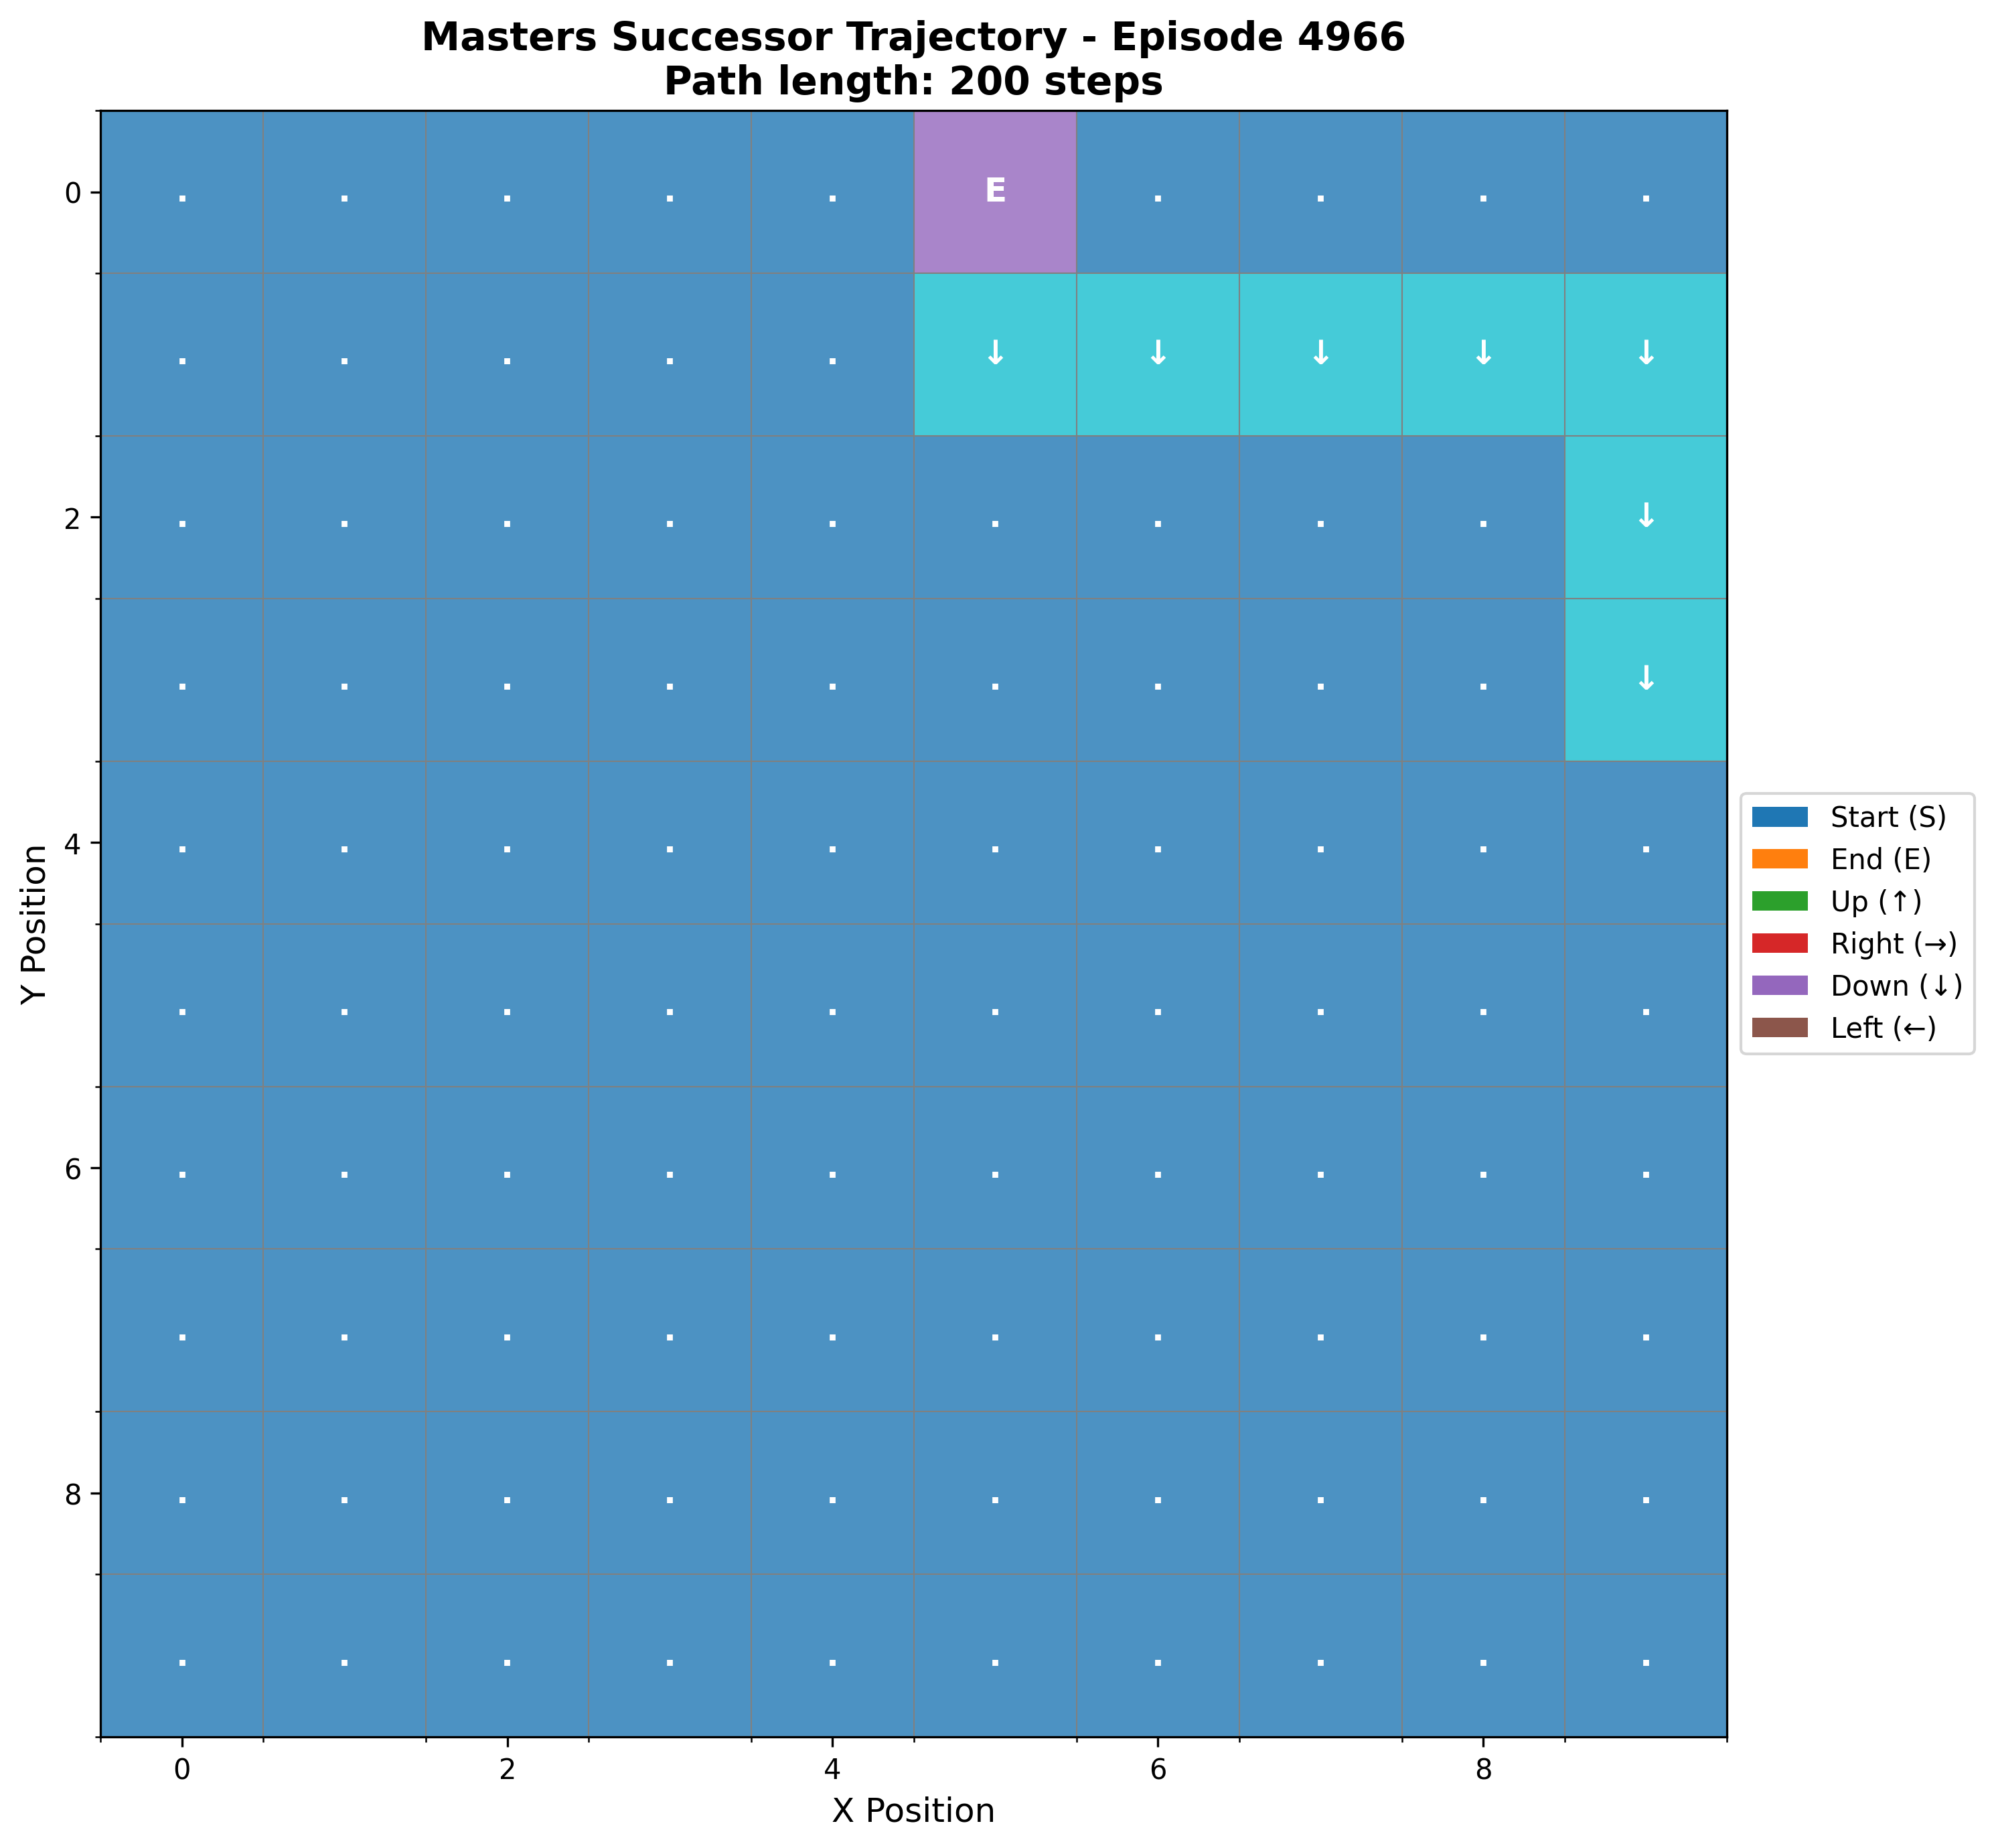 Masters Successor Trajectory - Episode 4966
Path length: 200 steps
0 . . . . . E . . . .
. . . . . ↓ ↓ ↓ ↓ ↓
2 . . . . . . . . . ↓
. . . . . . . . . ↓
4 . . . . . . . . . .
. . . . . . . . . .
6 . . . . . . . . . .
. . . . . . . . . .
8 . . . . . . . . . .
. . . . . . . . . .
0 2 4 6 8
X Position
Y Position
Start (S)
End (E)
Up (↑)
Right (→)
Down (↓)
Left (←)